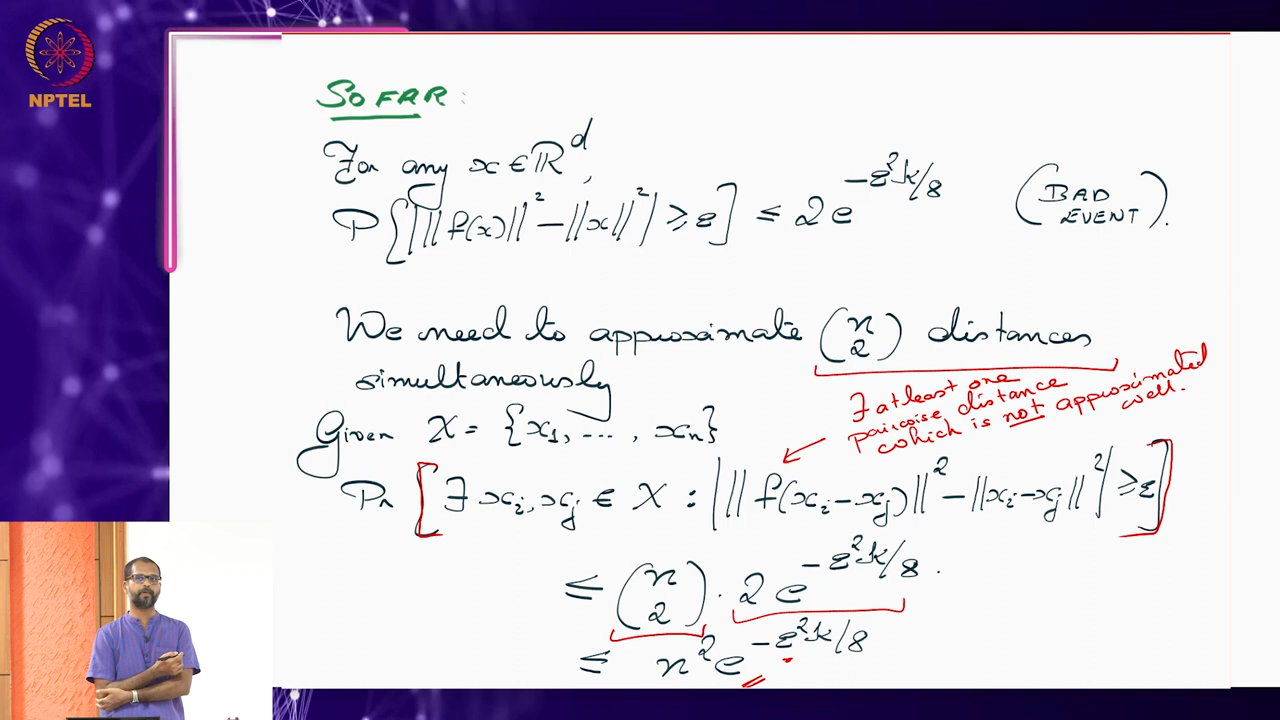 NPTEL
SO FAR:
For any x ∈ ℝ^d,
P{|‖f(x)‖² − ‖x‖²| ≥ ε] ≤ 2e^{−ε²k/8} (BAD EVENT).
We need to approximate (n 2) distances
simultaneously
∃ at least one
pairwise distance
which is not approximated
well.
Given X = {x₁, ..., xₙ}
Pr [∃ xᵢ, xⱼ ∈ X : |‖f(xᵢ−xⱼ)‖² − ‖xᵢ−xⱼ‖²| ≥ ε]
≤ (n 2) · 2e^{−ε²k/8}.
≤ n²e^{−ε²k/8}